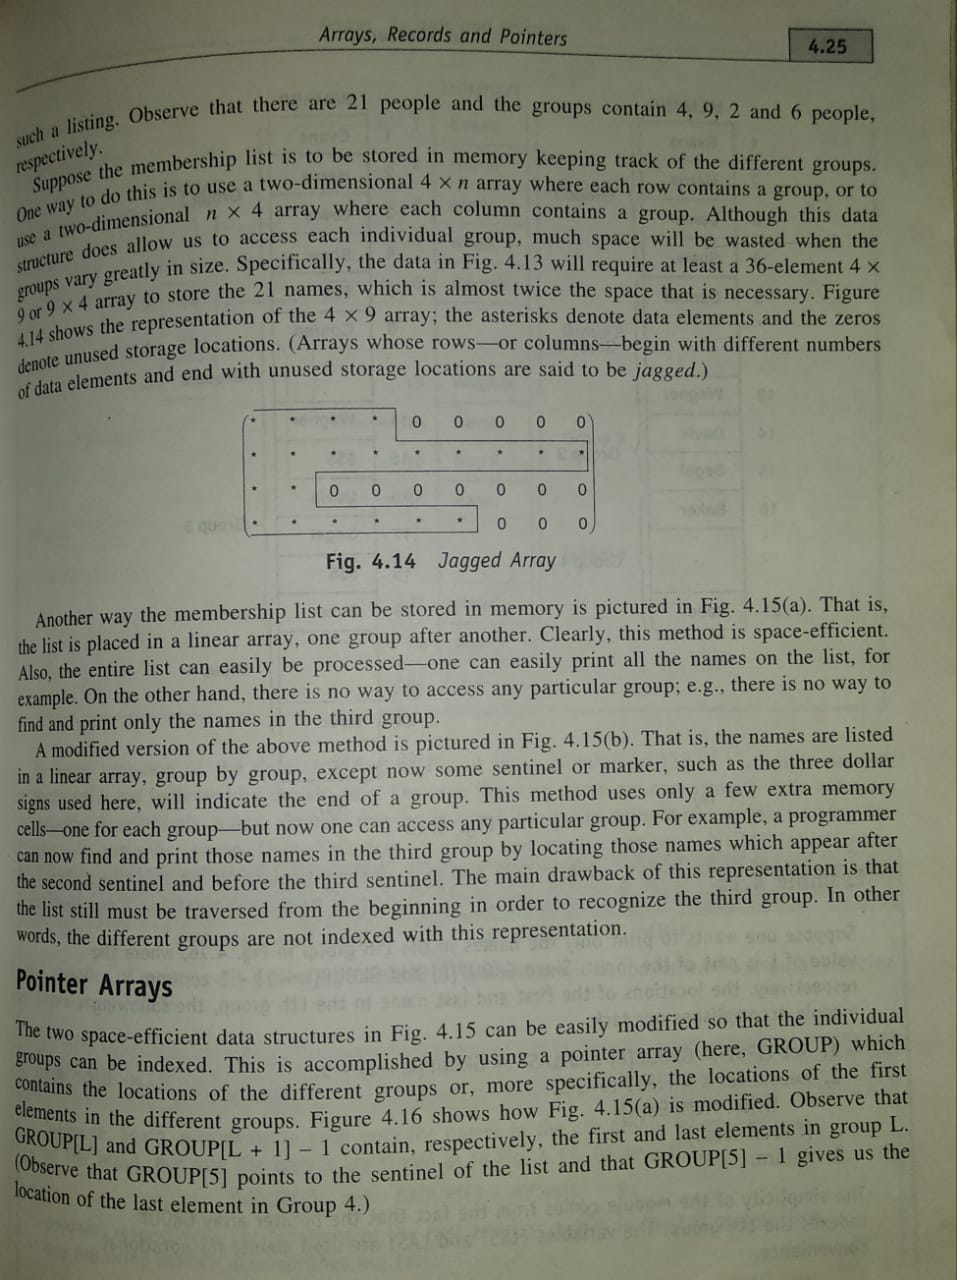 Arrays, Records and Pointers
4.25
such a listing. Observe that there are 21 people and the groups contain 4, 9, 2 and 6 people,
respectively.
Suppose the membership list is to be stored in memory keeping track of the different groups.
One way to do this is to use a two-dimensional 4 × n array where each row contains a group, or to
use a two-dimensional n × 4 array where each column contains a group. Although this data
structure does allow us to access each individual group, much space will be wasted when the
groups vary greatly in size. Specifically, the data in Fig. 4.13 will require at least a 36-element 4 ×
9 or 9 × 4 array to store the 21 names, which is almost twice the space that is necessary. Figure
4.14 shows the representation of the 4 × 9 array; the asterisks denote data elements and the zeros
denote unused storage locations. (Arrays whose rows—or columns—begin with different numbers
of data elements and end with unused storage locations are said to be jagged.)
* * * * 0 0 0 0 0
* * * * * * * * *
* * 0 0 0 0 0 0 0
* * * * * * 0 0 0
Fig. 4.14 Jagged Array
Another way the membership list can be stored in memory is pictured in Fig. 4.15(a). That is,
the list is placed in a linear array, one group after another. Clearly, this method is space-efficient.
Also, the entire list can easily be processed—one can easily print all the names on the list, for
example. On the other hand, there is no way to access any particular group; e.g., there is no way to
find and print only the names in the third group.
A modified version of the above method is pictured in Fig. 4.15(b). That is, the names are listed
in a linear array, group by group, except now some sentinel or marker, such as the three dollar
signs used here, will indicate the end of a group. This method uses only a few extra memory
cells—one for each group—but now one can access any particular group. For example, a programmer
can now find and print those names in the third group by locating those names which appear after
the second sentinel and before the third sentinel. The main drawback of this representation is that
the list still must be traversed from the beginning in order to recognize the third group. In other
words, the different groups are not indexed with this representation.
Pointer Arrays
The two space-efficient data structures in Fig. 4.15 can be easily modified so that the individual
groups can be indexed. This is accomplished by using a pointer array (here, GROUP) which
contains the locations of the different groups or, more specifically, the locations of the first
elements in the different groups. Figure 4.16 shows how Fig. 4.15(a) is modified. Observe that
GROUP[L] and GROUP[L + 1] – 1 contain, respectively, the first and last elements in group L.
(Observe that GROUP[5] points to the sentinel of the list and that GROUP[5] – 1 gives us the
location of the last element in Group 4.)